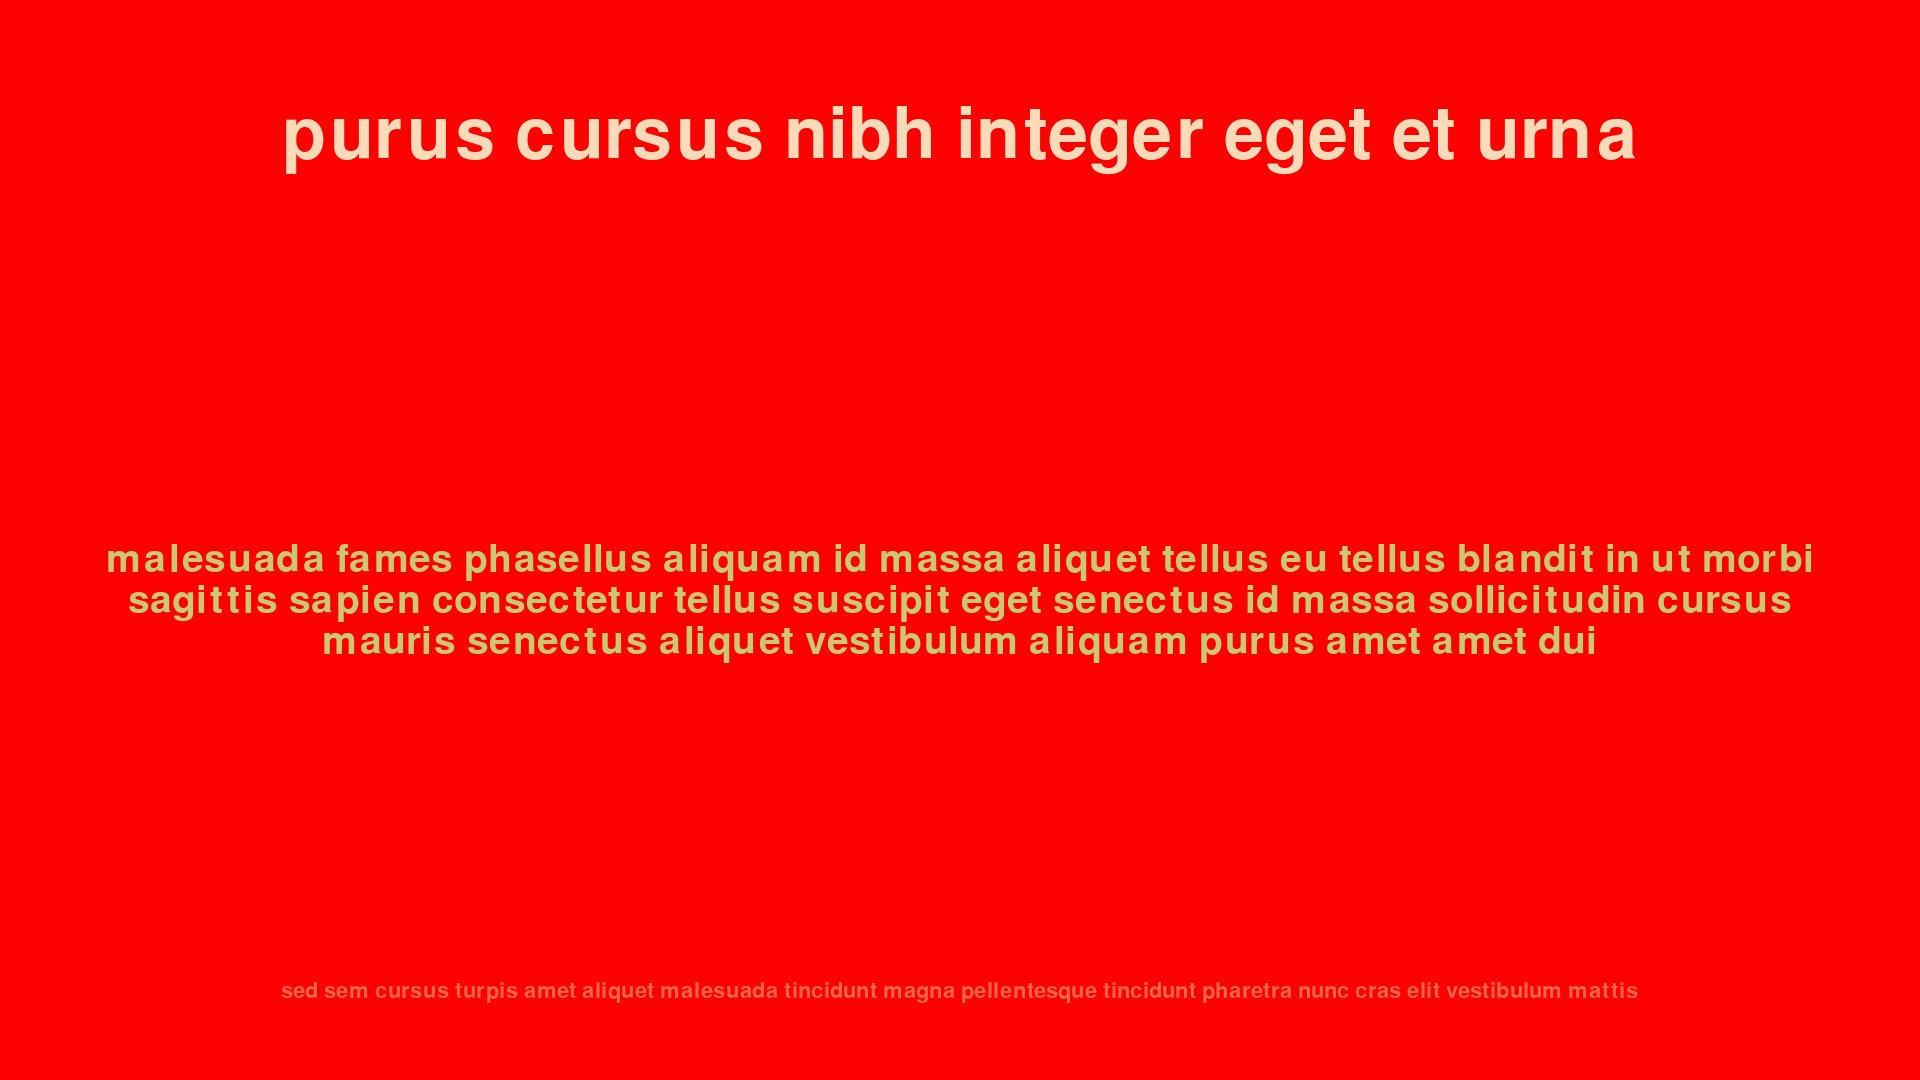 purus cursus nibh integer eget et urna
malesuada fames phasellus aliquam id massa aliquet tellus eu tellus blandit in ut morbi
sagittis sapien consectetur tellus suscipit eget senectus id massa sollicitudin cursus
mauris senectus aliquet vestibulum aliquam purus amet amet dui
sed sem cursus turpis amet aliquet malesuada tincidunt magna pellentesque tincidunt pharetra nunc cras elit vestibulum mattis